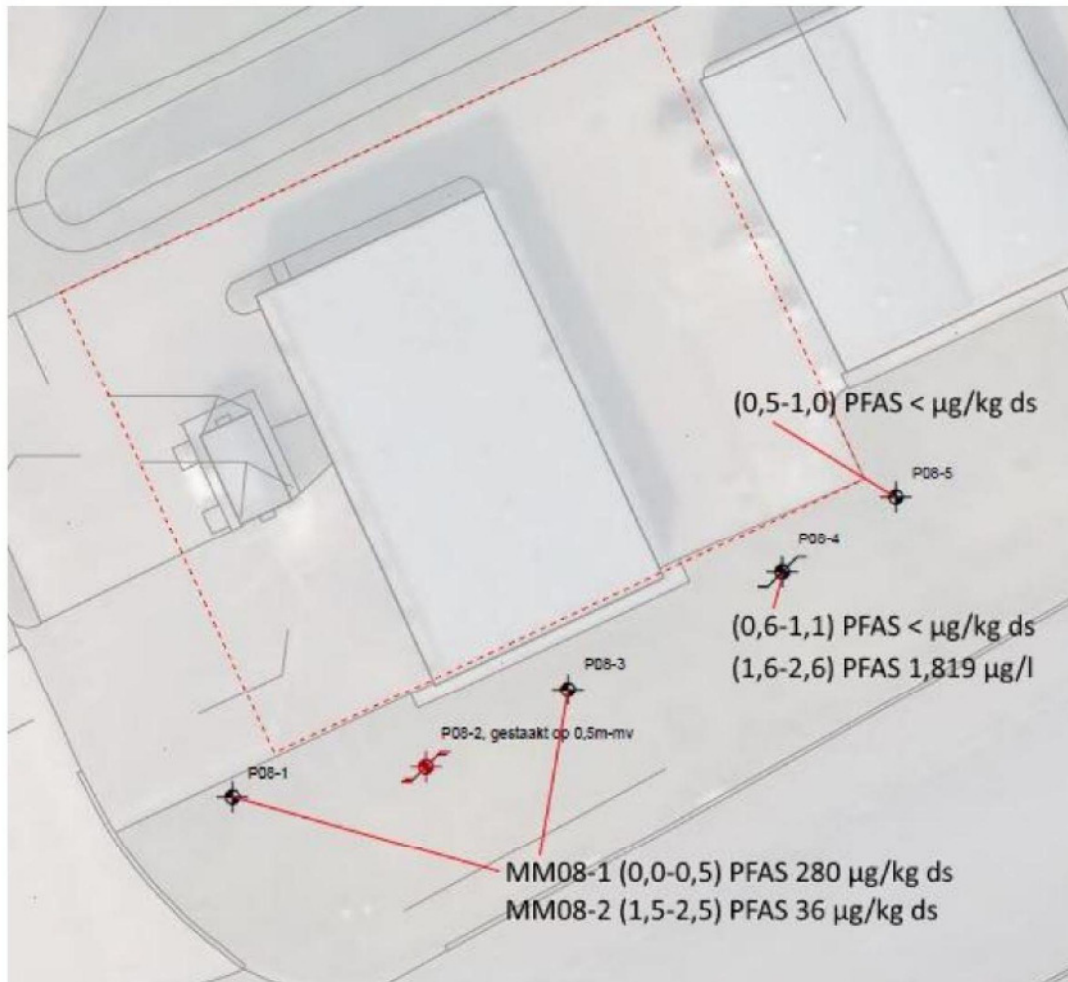 (0,5-1,0) PFAS < µg/kg ds
P08-5
P08-4
(0,6-1,1) PFAS < µg/kg ds
(1,6-2,6) PFAS 1,819 µg/l
P08-3
P08-2, gestaakt op 0,5m-mv
P08-1
MM08-1 (0,0-0,5) PFAS 280 µg/kg ds
MM08-2 (1,5-2,5) PFAS 36 µg/kg ds